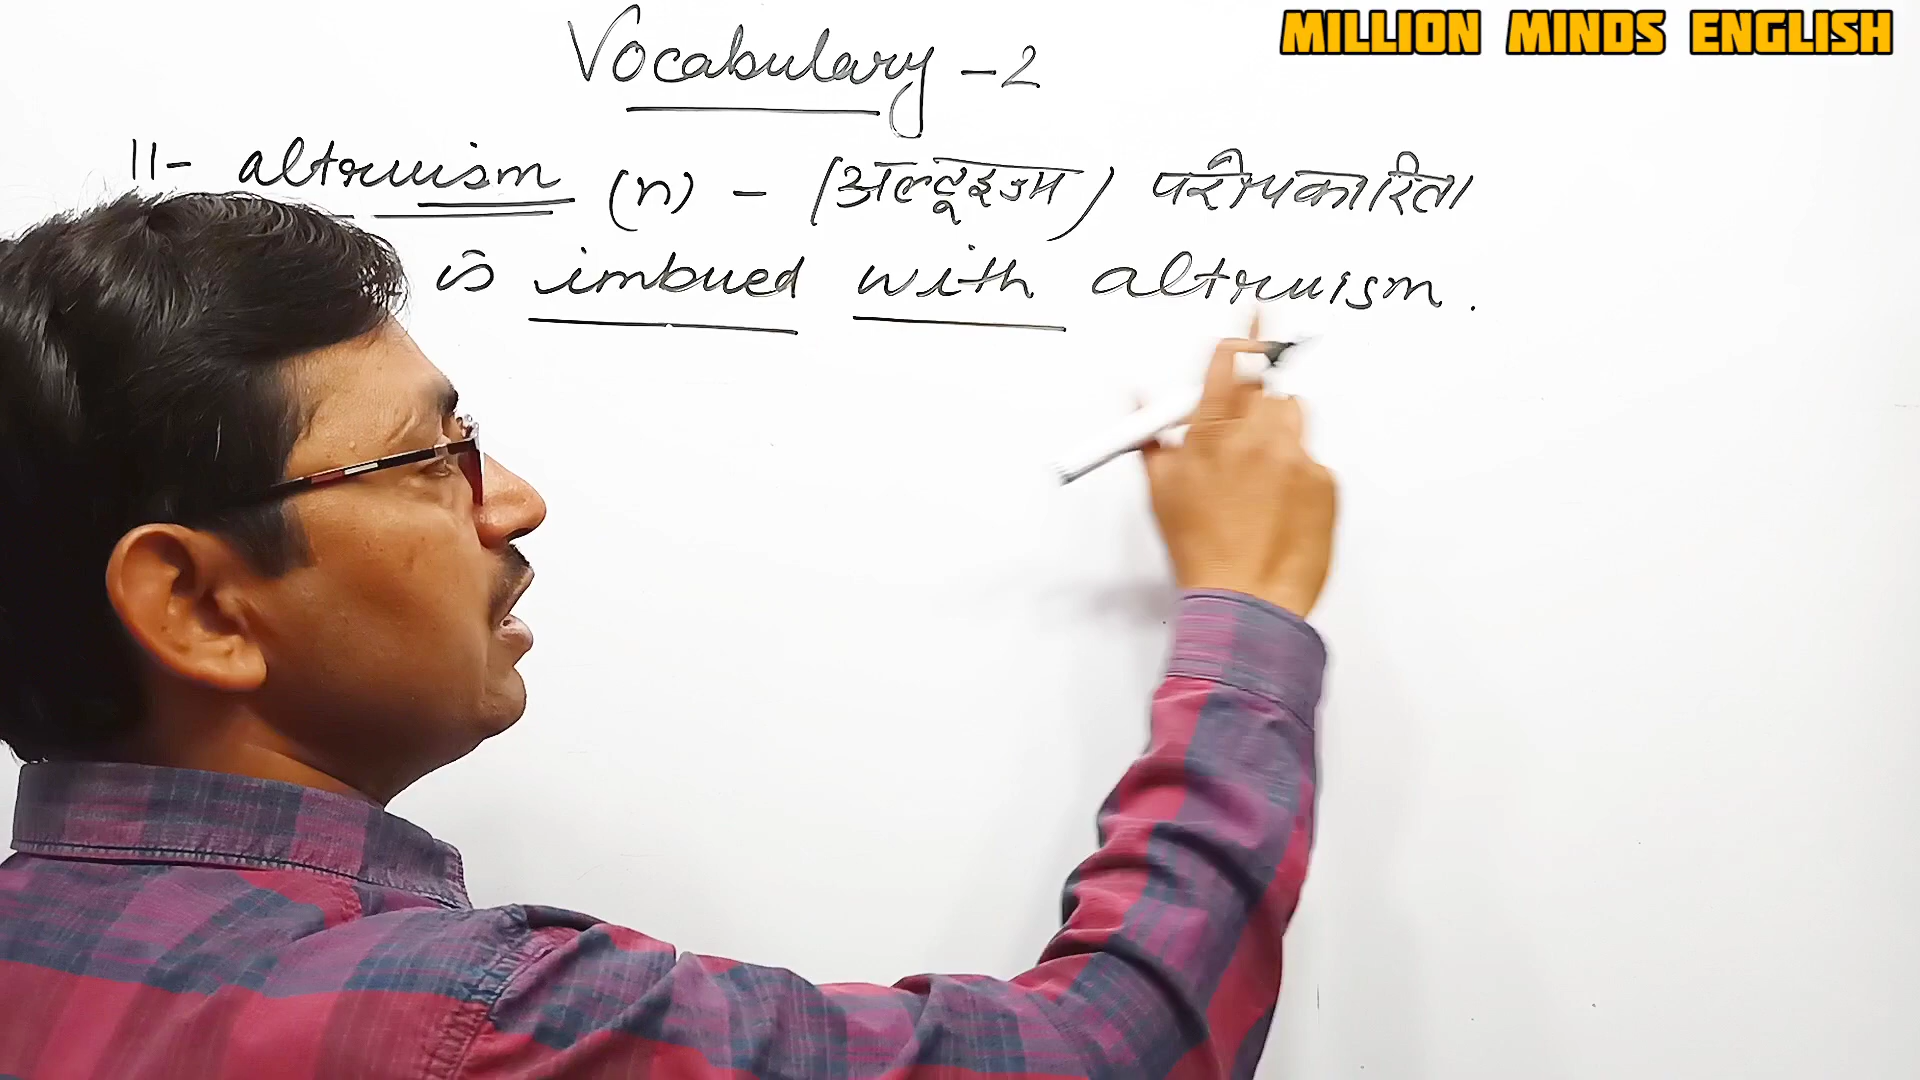 MILLION MINDS ENGLISH
Vocabulary - 2
11- altruism (n) - (अल्ट्रूइज्म) परोपकारिता
is imbued with altruism.